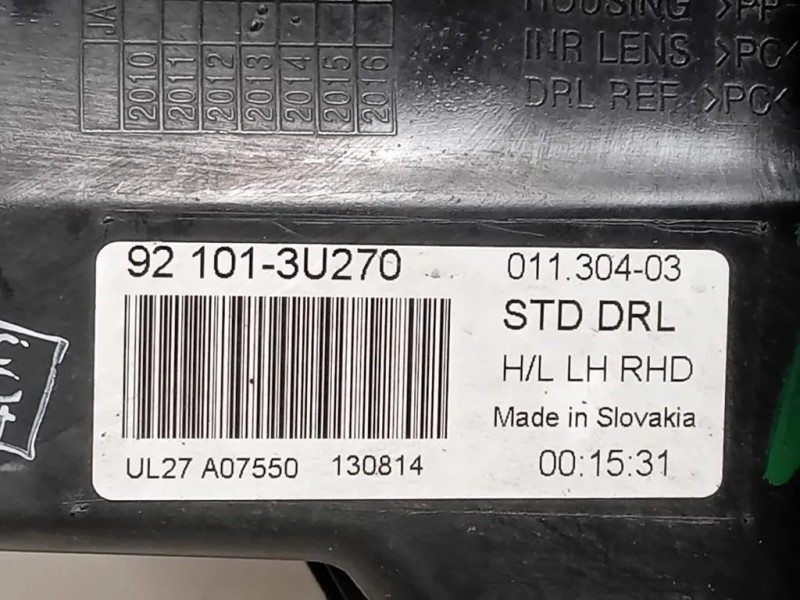 JA
2010 2011 2012 2013 2014 2015 2016
HOUSING >PP-
INR LENS >PC<
DRL REF. >PC<
92 101-3U270
011.304-03
STD DRL
H/L LH RHD
Made in Slovakia
UL27 A07550 130814
00:15:31